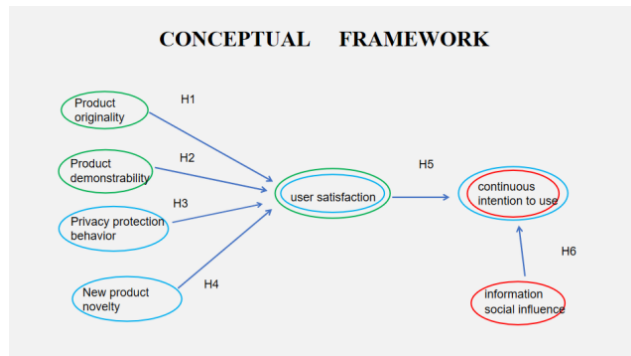 CONCEPTUAL FRAMEWORK
Product
originality
H1
Product
demonstrability
H2
Privacy protection
behavior
H3
New product
novelty
H4
user satisfaction
H5
continuous
intention to use
H6
information
social influence